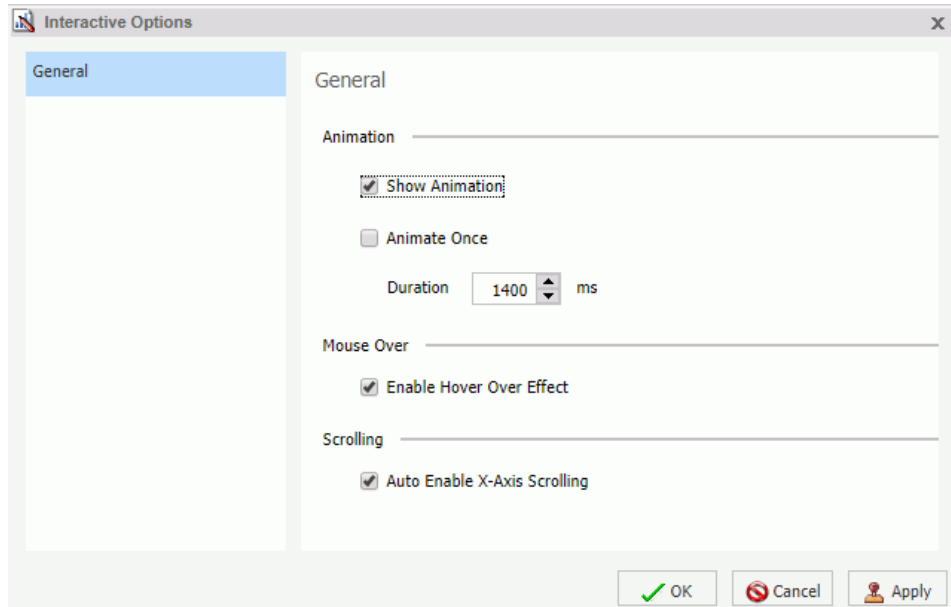 Interactive Options
x
General
General
Animation
Show Animation
Animate Once
Duration 1400 ms
Mouse Over
Enable Hover Over Effect
Scrolling
Auto Enable X-Axis Scrolling
OK Cancel Apply